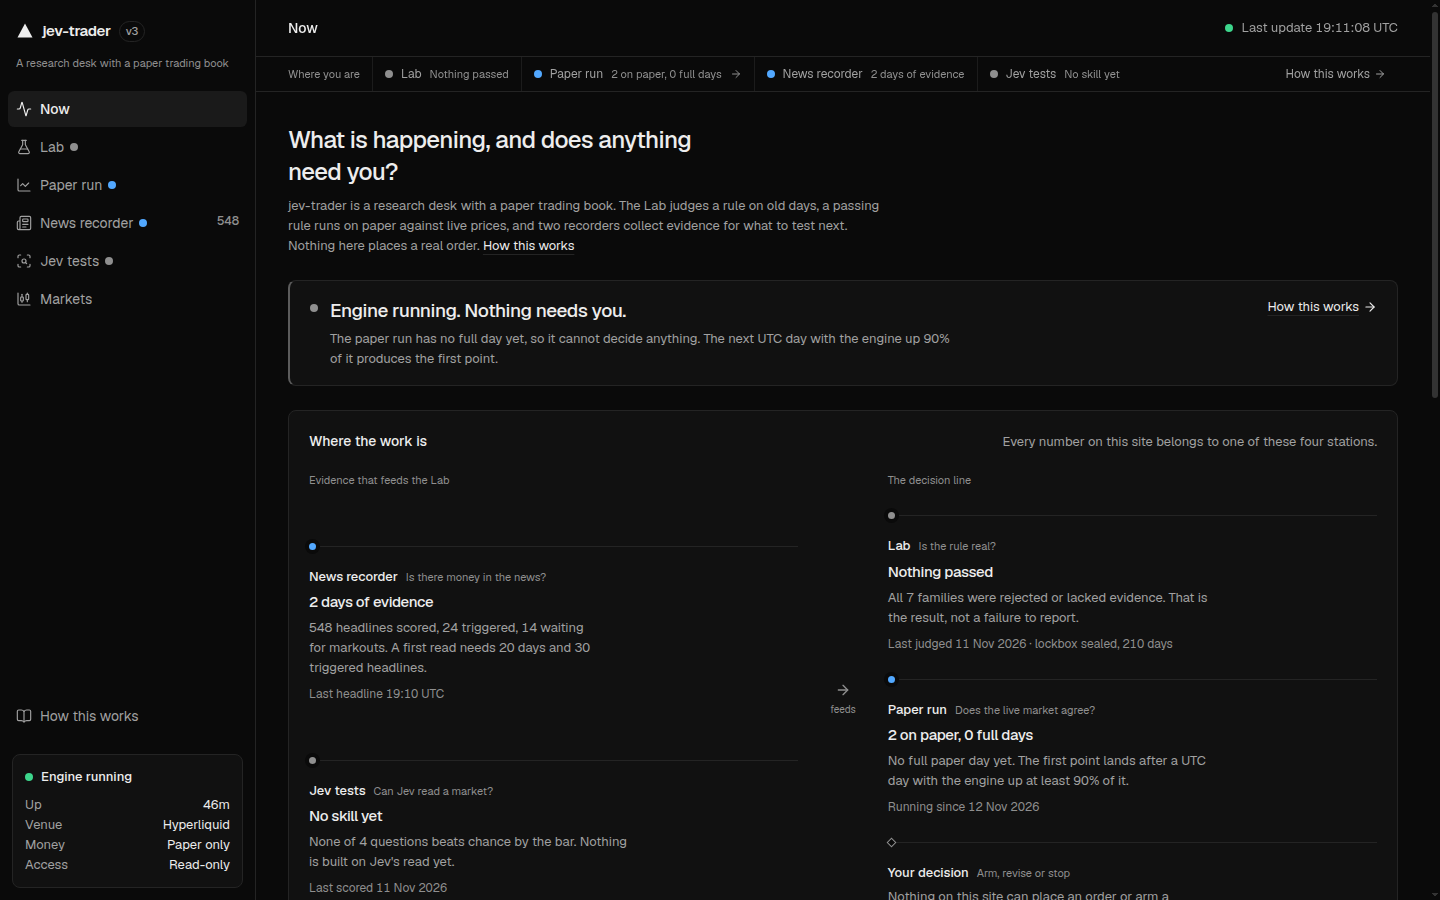 jev-trader v3
A research desk with a paper trading book
Now
Lab
Paper run
News recorder 548
Jev tests
Markets
How this works
Engine running
Up 46m
Venue Hyperliquid
Money Paper only
Access Read-only
Now
Last update 19:11:08 UTC
Where you are
Lab Nothing passed
Paper run 2 on paper, 0 full days →
News recorder 2 days of evidence
Jev tests No skill yet
How this works →
What is happening, and does anything
need you?
jev-trader is a research desk with a paper trading book. The Lab judges a rule on old days, a passing
rule runs on paper against live prices, and two recorders collect evidence for what to test next.
Nothing here places a real order. How this works
Engine running. Nothing needs you.
How this works →
The paper run has no full day yet, so it cannot decide anything. The next UTC day with the engine up 90%
of it produces the first point.
Where the work is
Every number on this site belongs to one of these four stations.
Evidence that feeds the Lab
News recorder Is there money in the news?
2 days of evidence
548 headlines scored, 24 triggered, 14 waiting
for markouts. A first read needs 20 days and 30
triggered headlines.
Last headline 19:10 UTC
Jev tests Can Jev read a market?
No skill yet
None of 4 questions beats chance by the bar. Nothing
is built on Jev's read yet.
Last scored 11 Nov 2026
→
feeds
The decision line
Lab Is the rule real?
Nothing passed
All 7 families were rejected or lacked evidence. That is
the result, not a failure to report.
Last judged 11 Nov 2026 · lockbox sealed, 210 days
Paper run Does the live market agree?
2 on paper, 0 full days
No full paper day yet. The first point lands after a UTC
day with the engine up at least 90% of it.
Running since 12 Nov 2026
Your decision Arm, revise or stop
Nothing on this site can place an order or arm a